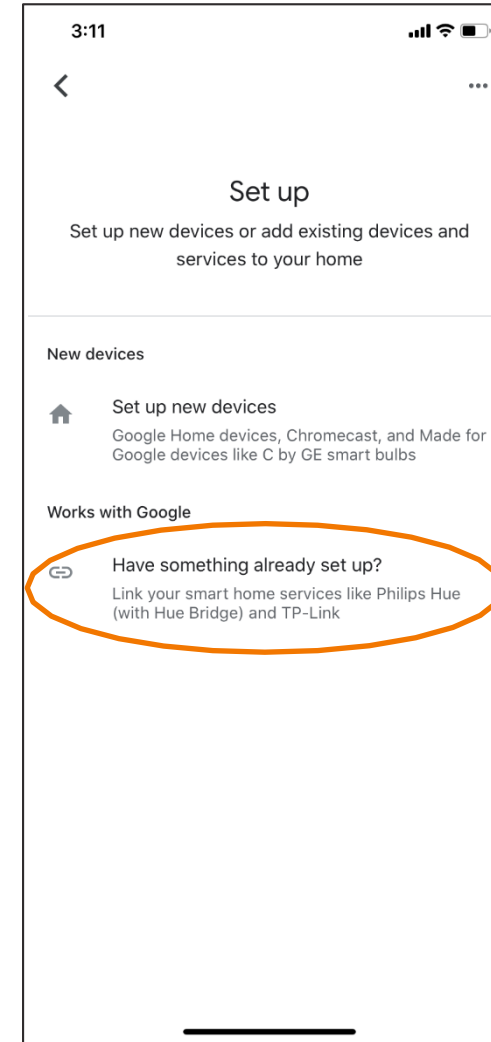 3:11
Set up
Set up new devices or add existing devices and
services to your home
New devices
Set up new devices
Google Home devices, Chromecast, and Made for
Google devices like C by GE smart bulbs
Works with Google
Have something already set up?
Link your smart home services like Philips Hue
(with Hue Bridge) and TP-Link